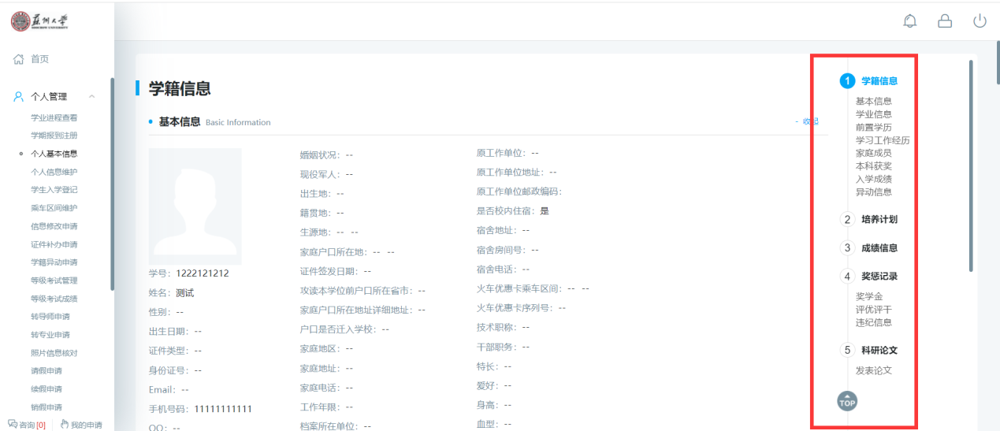 蘇州大學
SOOCHOW UNIVERSITY
首页
个人管理
学业进程查看
学期报到注册
个人基本信息
个人信息维护
学生入学登记
乘车区间维护
信息修改申请
证件补办申请
学籍异动申请
等级考试管理
等级考试成绩
转导师申请
转专业申请
照片信息核对
请假申请
续假申请
销假申请
咨询[0]
我的申请
学籍信息
基本信息 Basic Information
- 收起
学号：1222121212
姓名：测试
性别：--
出生日期：--
证件类型：--
身份证号：--
Email：--
手机号码：11111111111
QQ：--
婚姻状况：--
现役军人：--
出生地：--
籍贯地：--
生源地：-- --
家庭户口所在地：-- --
证件签发日期：--
攻读本学位前户口所在省市：--
家庭户口所在地址详细地址：--
户口是否迁入学校：--
家庭地区：--
家庭地址：--
家庭电话：--
工作年限：--
档案所在单位：--
原工作单位：--
原工作单位地址：--
原工作单位邮政编码：
是否校内住宿：是
宿舍地址：--
宿舍房间号：--
宿舍电话：--
火车优惠卡乘车区间：-- --
火车优惠卡序列号：--
技术职称：--
干部职务：--
特长：--
爱好：--
身高：--
血型：--
1 学籍信息
基本信息
学业信息
前置学历
学习工作经历
家庭成员
本科获奖
入学成绩
异动信息
2 培养计划
3 成绩信息
4 奖惩记录
奖学金
评优评干
违纪信息
5 科研论文
发表论文
TOP